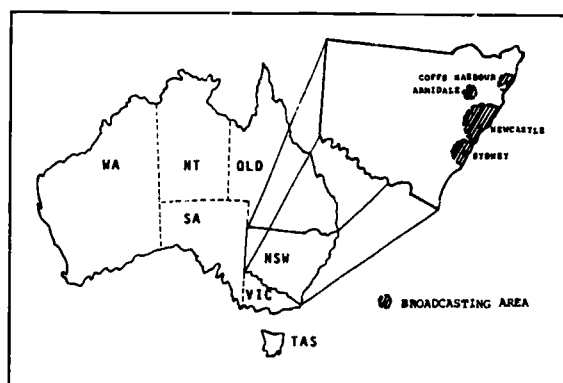 COFFS HARBOUR
ARMIDALE
NEWCASTLE
SYDNEY
WA
NT
QLD
SA
NSW
VIC
BROADCASTING AREA
TAS